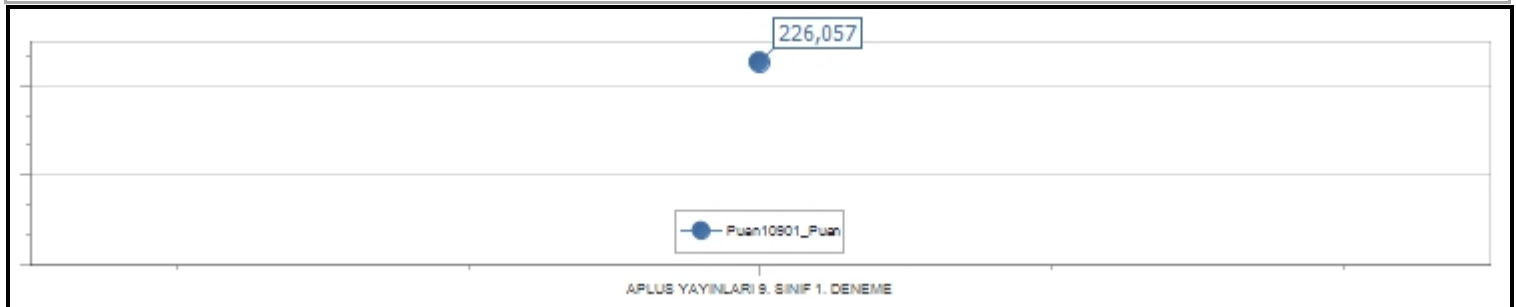 226,057
Puan10901_Puan
APLUS YAYINLARI 9. SINIF 1. DENEME